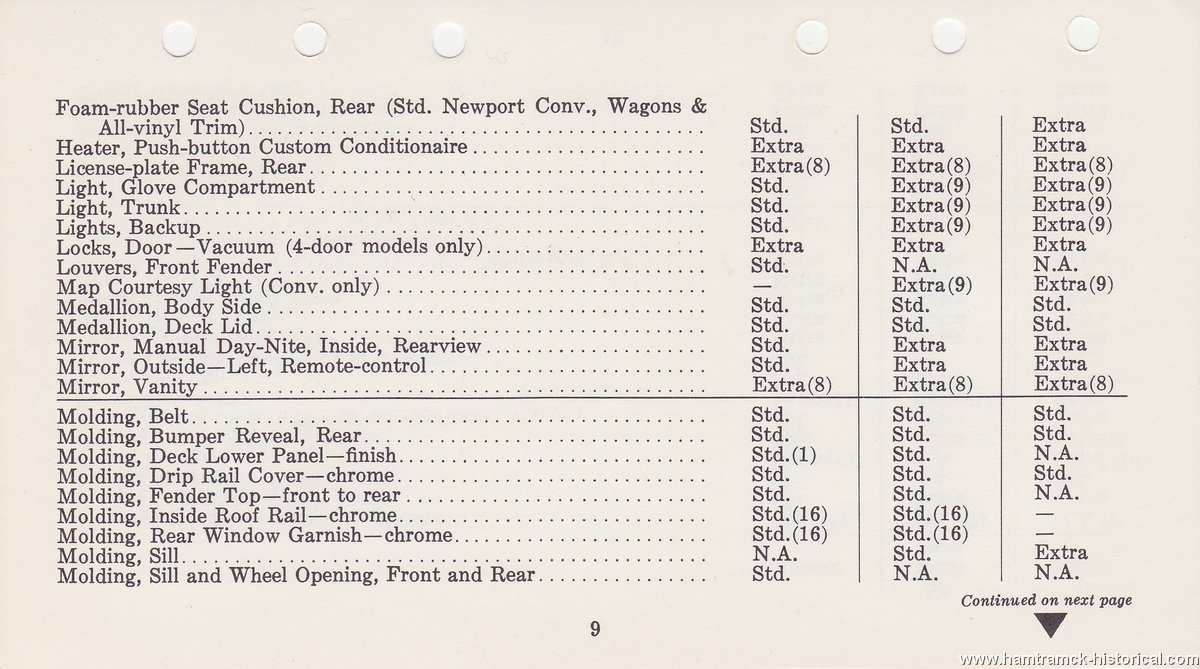 Foam-rubber Seat Cushion, Rear (Std. Newport Conv., Wagons &
All-vinyl Trim) Std. Std. Extra
Heater, Push-button Custom Conditionaire Extra Extra Extra
License-plate Frame, Rear Extra(8) Extra(8) Extra(8)
Light, Glove Compartment Std. Extra(9) Extra(9)
Light, Trunk Std. Extra(9) Extra(9)
Lights, Backup Std. Extra(9) Extra(9)
Locks, Door—Vacuum (4-door models only) Extra Extra Extra
Louvers, Front Fender Std. N.A. N.A.
Map Courtesy Light (Conv. only) — Extra(9) Extra(9)
Medallion, Body Side Std. Std. Std.
Medallion, Deck Lid Std. Std. Std.
Mirror, Manual Day-Nite, Inside, Rearview Std. Extra Extra
Mirror, Outside—Left, Remote-control Std. Extra Extra
Mirror, Vanity Extra(8) Extra(8) Extra(8)
Molding, Belt Std. Std. Std.
Molding, Bumper Reveal, Rear Std. Std. Std.
Molding, Deck Lower Panel—finish Std.(1) Std. N.A.
Molding, Drip Rail Cover—chrome Std. Std. Std.
Molding, Fender Top—front to rear Std. Std. N.A.
Molding, Inside Roof Rail—chrome Std.(16) Std.(16) —
Molding, Rear Window Garnish—chrome Std.(16) Std.(16) —
Molding, Sill N.A. Std. Extra
Molding, Sill and Wheel Opening, Front and Rear Std. N.A. N.A.
Continued on next page
9
www.hamtramck-historical.com